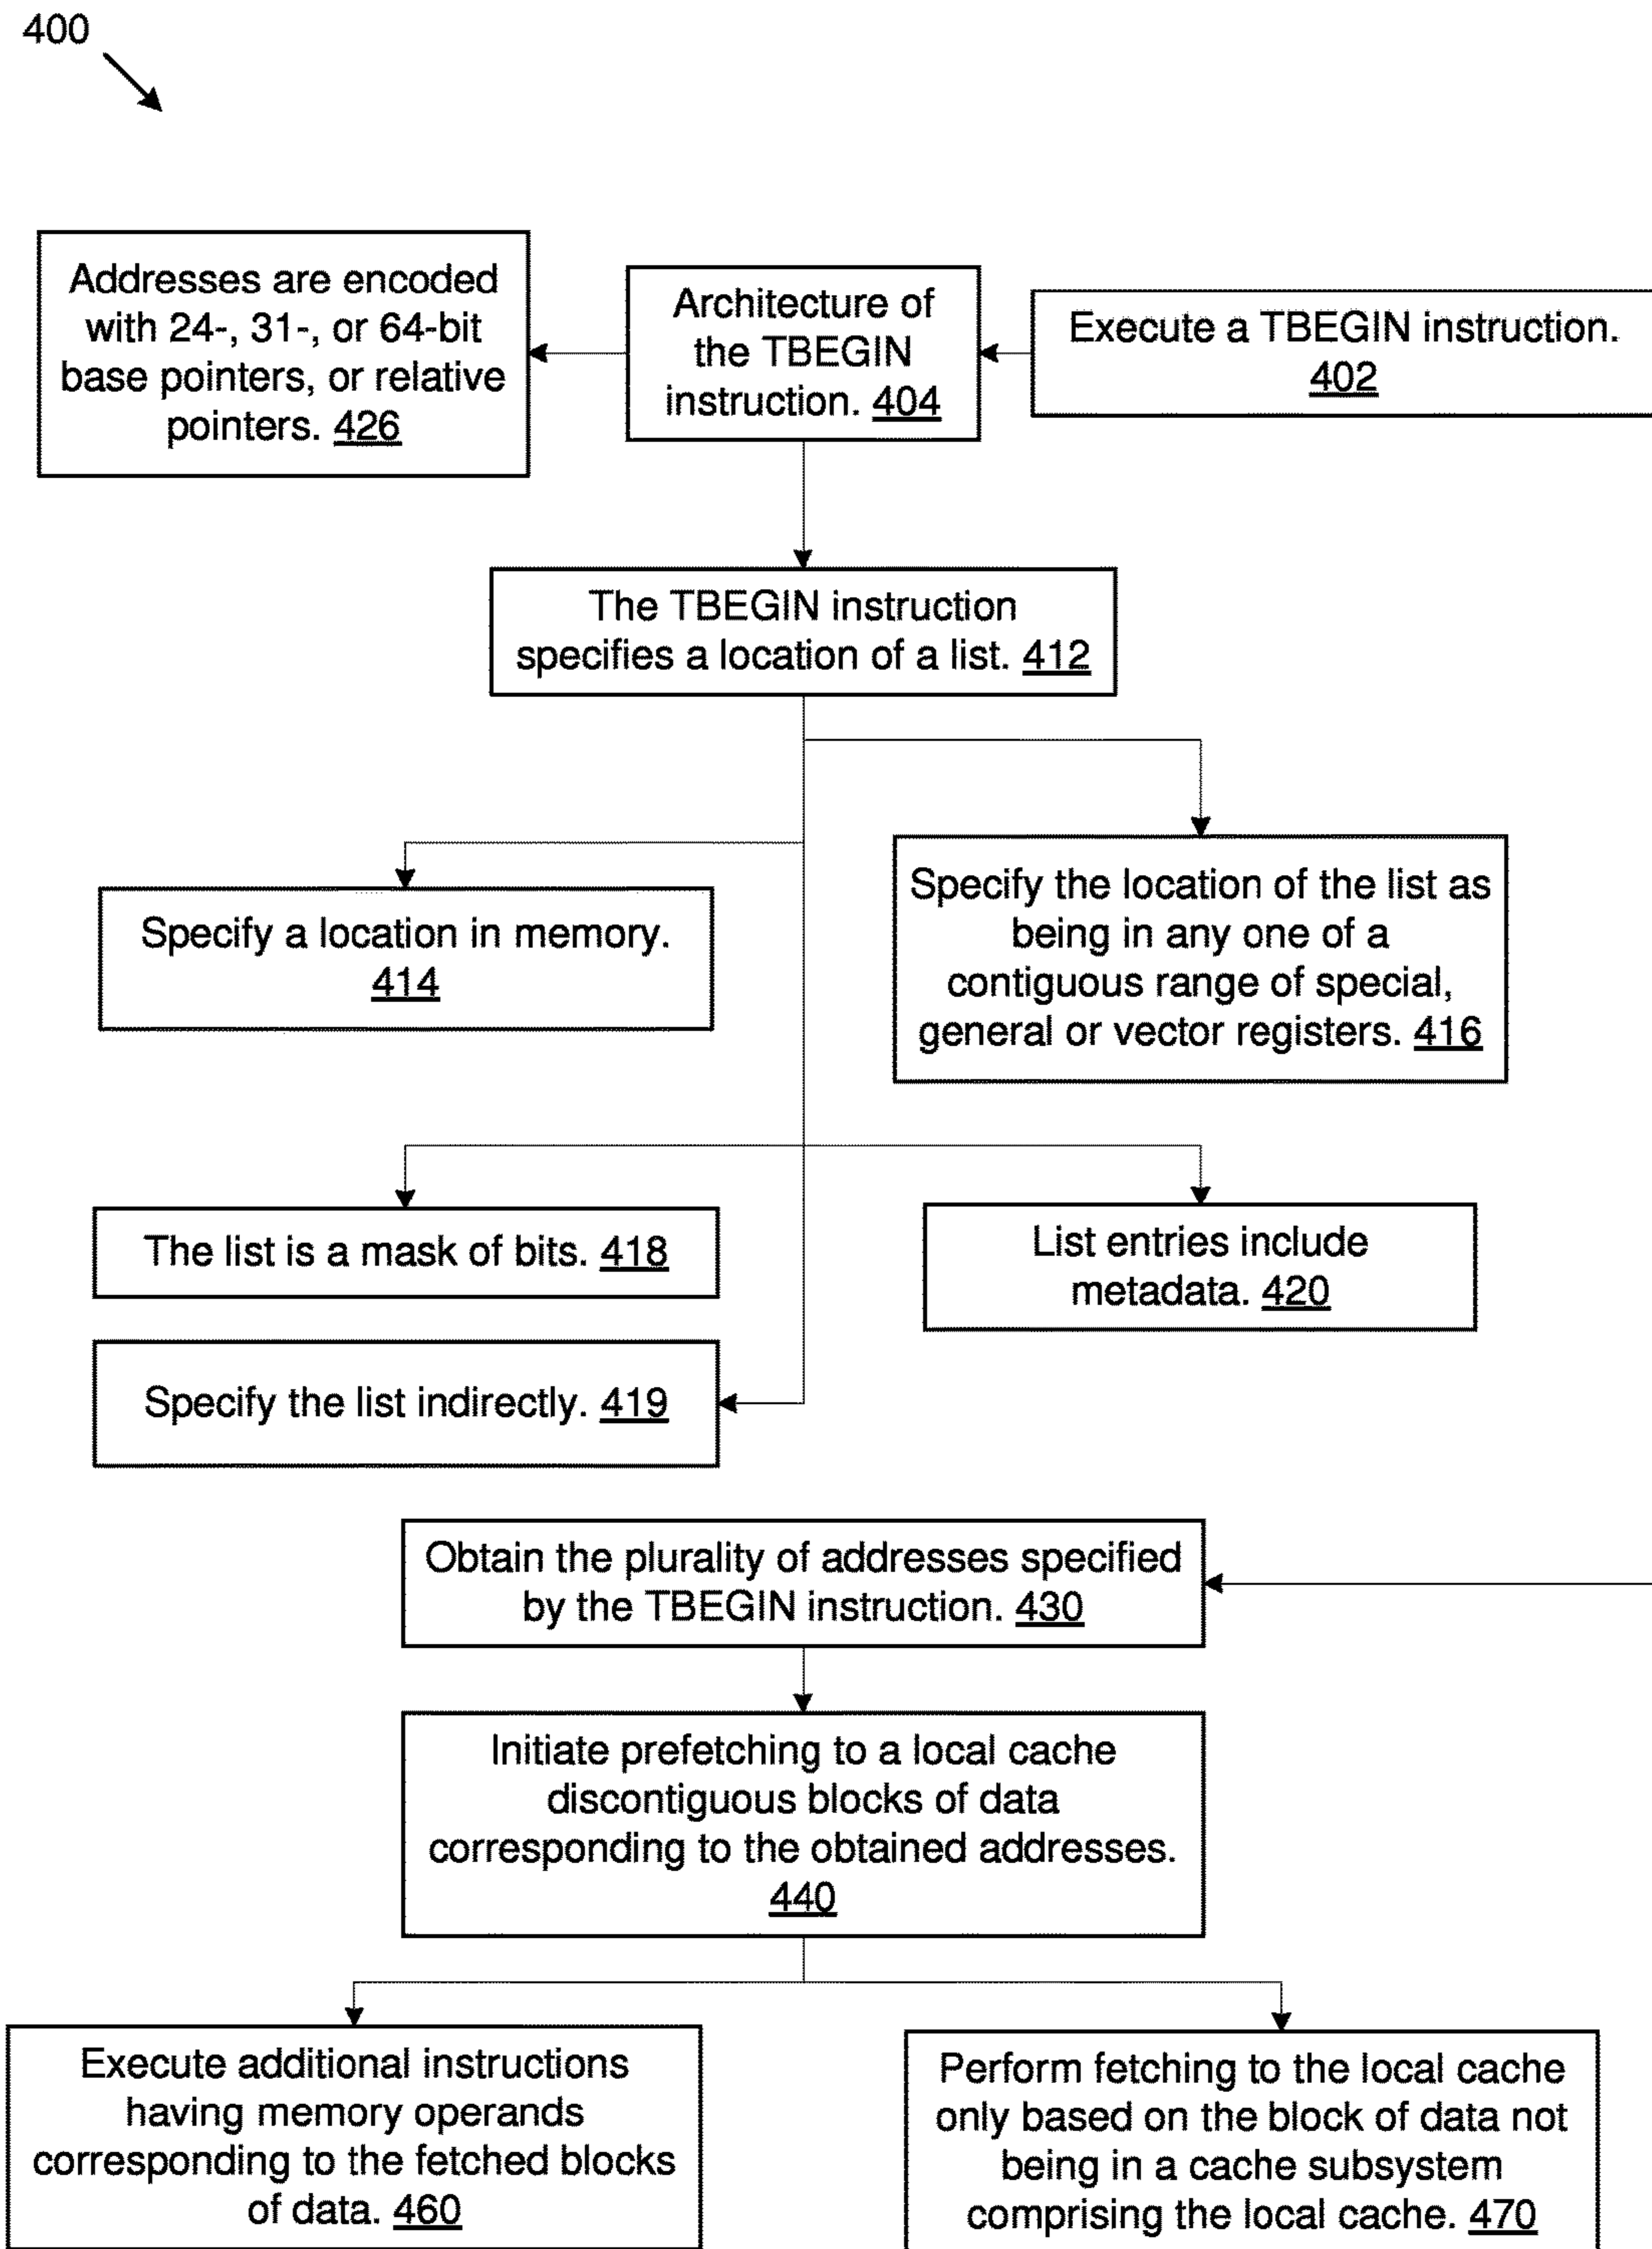 400
Addresses are encoded
with 24-, 31-, or 64-bit
base pointers, or relative
pointers. 426
Architecture of
the TBEGIN
instruction. 404
Execute a TBEGIN instruction.
402
The TBEGIN instruction
specifies a location of a list. 412
Specify a location in memory.
414
Specify the location of the list as
being in any one of a
contiguous range of special,
general or vector registers. 416
The list is a mask of bits. 418
List entries include
metadata. 420
Specify the list indirectly. 419
Obtain the plurality of addresses specified
by the TBEGIN instruction. 430
Initiate prefetching to a local cache
discontiguous blocks of data
corresponding to the obtained addresses.
440
Execute additional instructions
having memory operands
corresponding to the fetched blocks
of data. 460
Perform fetching to the local cache
only based on the block of data not
being in a cache subsystem
comprising the local cache. 470